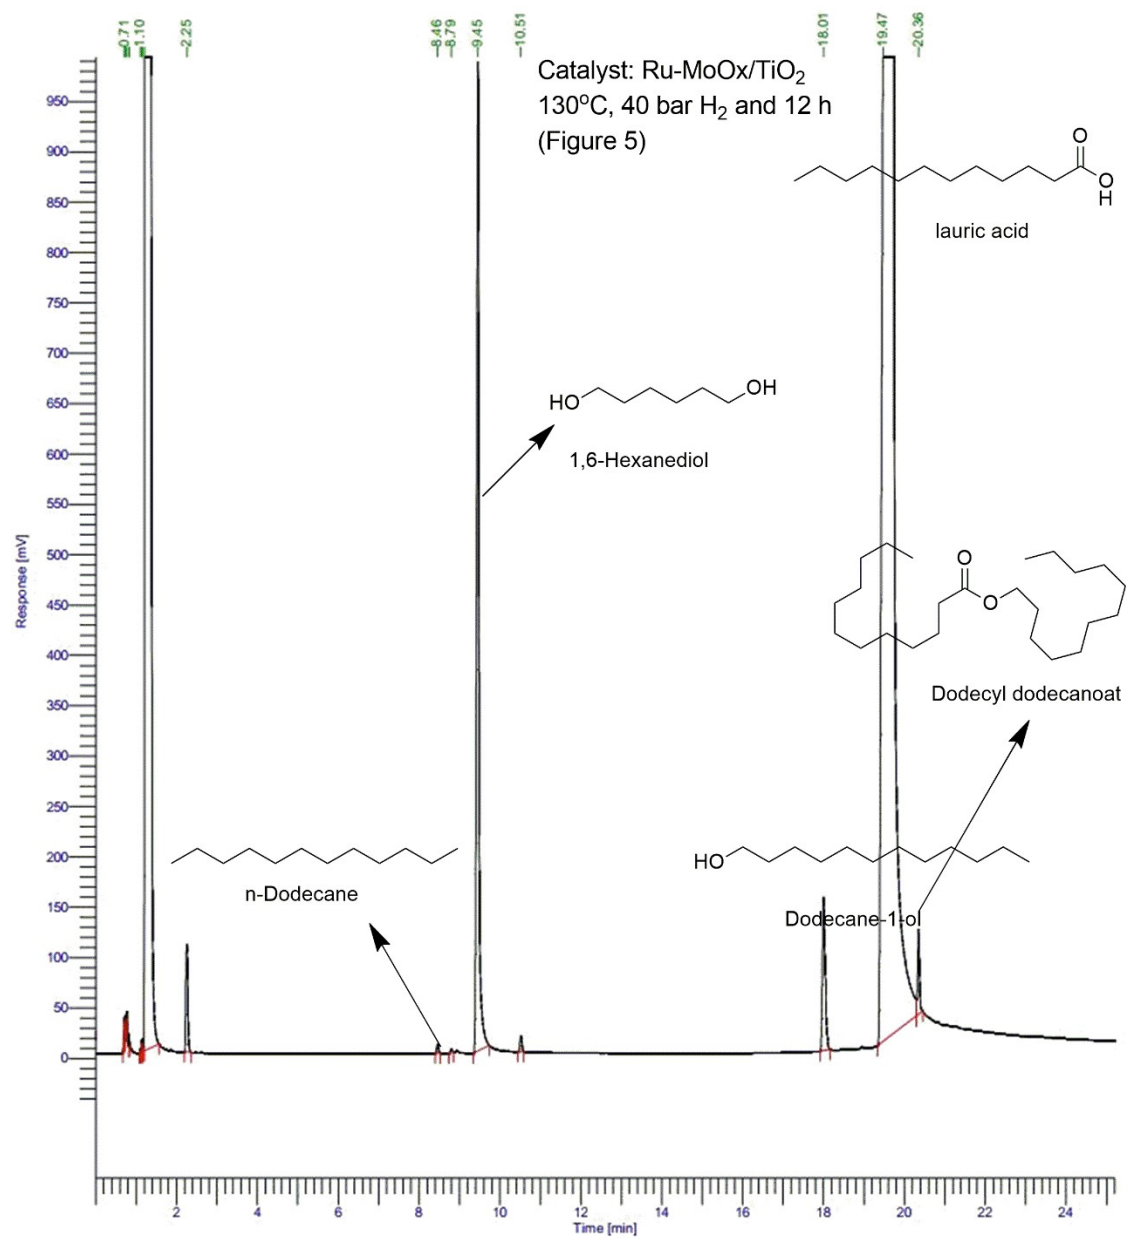 0.71
1.10
2.25
8.46
8.79
9.45
10.51
18.01
19.47
20.36
Catalyst: Ru-MoOx/TiO2
130°C, 40 bar H2 and 12 h
(Figure 5)
O
O
H
lauric acid
950
900
850
800
750
700
650
600
550
500
450
400
350
300
250
200
150
100
50
0
Response [mV]
HO
OH
1,6-Hexanediol
O
O
Dodecyl dodecanoat
n-Dodecane
HO
Dodecane-1-ol
2
4
6
8
10
12
14
16
18
20
22
24
Time [min]